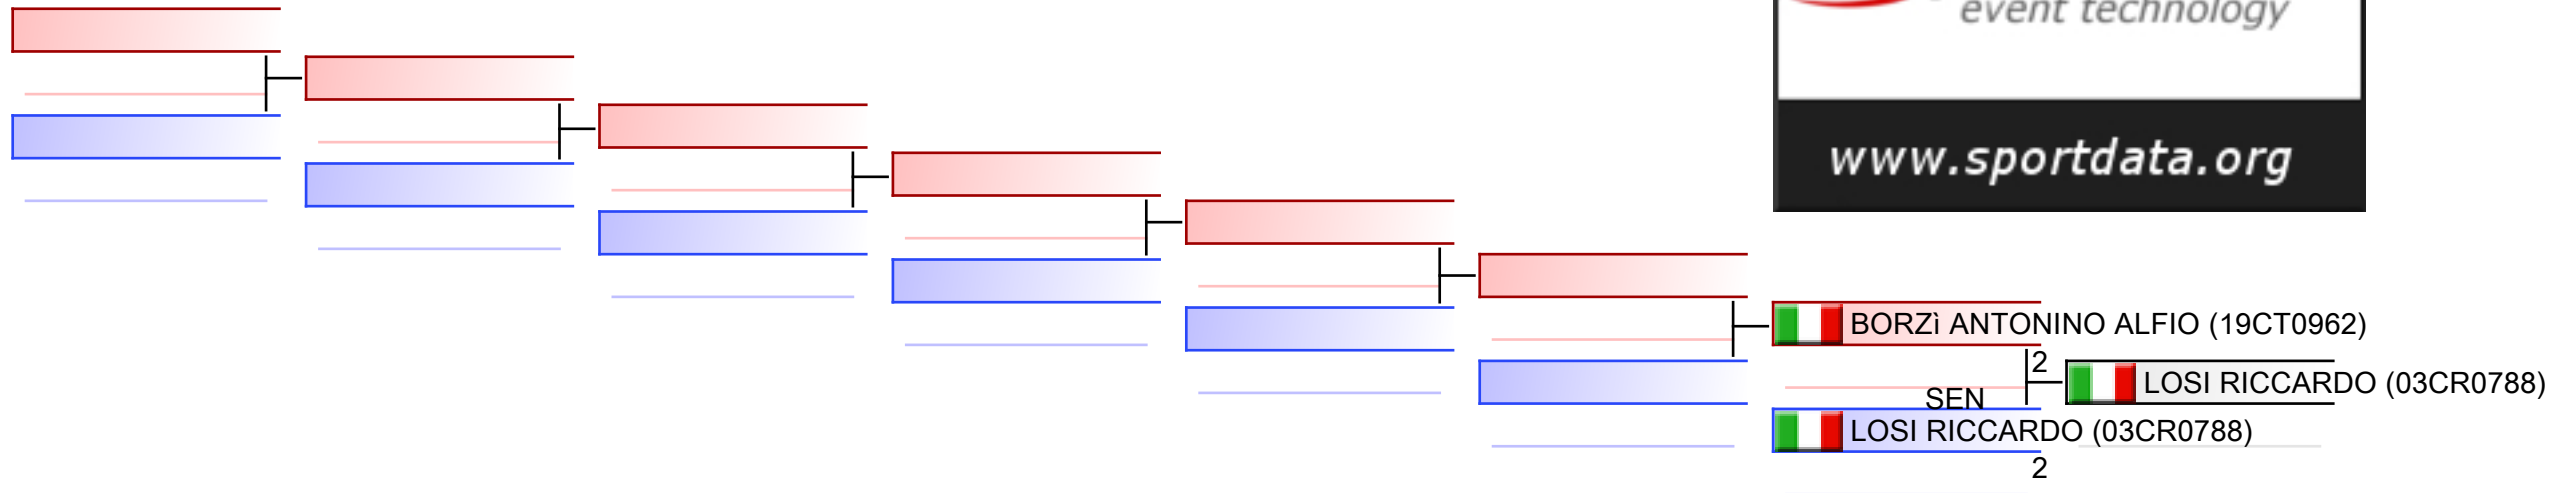 event technology
www.sportdata.org
BORZì ANTONINO ALFIO (19CT0962)
2
LOSI RICCARDO (03CR0788)
SEN
LOSI RICCARDO (03CR0788)
2